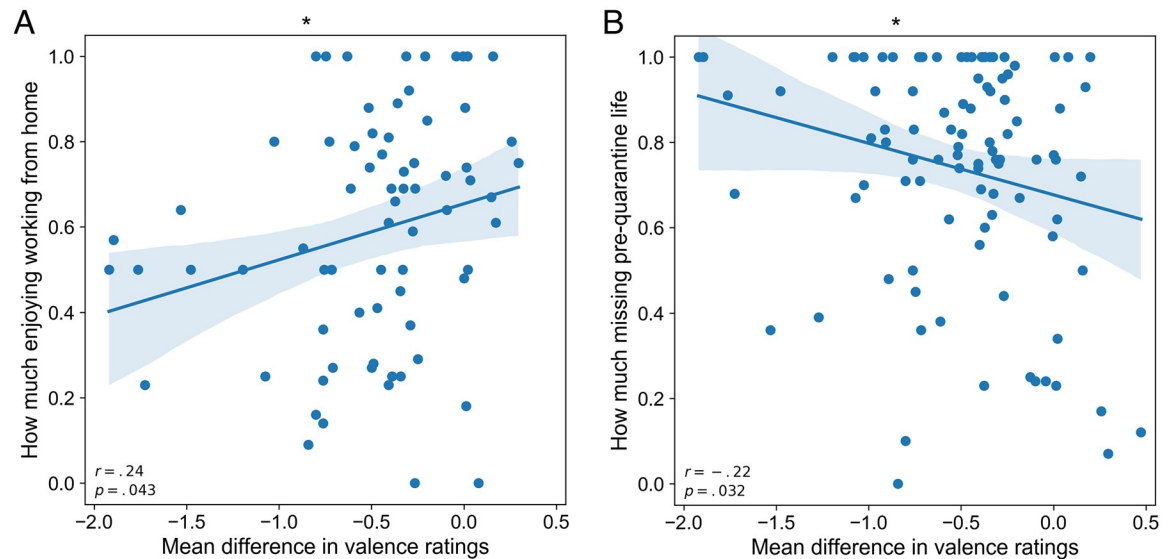 A
*
How much enjoying working from home
1.0
0.8
0.6
0.4
0.2
0.0
r = .24
p = .043
−2.0 −1.5 −1.0 −0.5 0.0 0.5
Mean difference in valence ratings
B
*
How much missing pre-quarantine life
1.0
0.8
0.6
0.4
0.2
0.0
r = −.22
p = .032
−2.0 −1.5 −1.0 −0.5 0.0 0.5
Mean difference in valence ratings